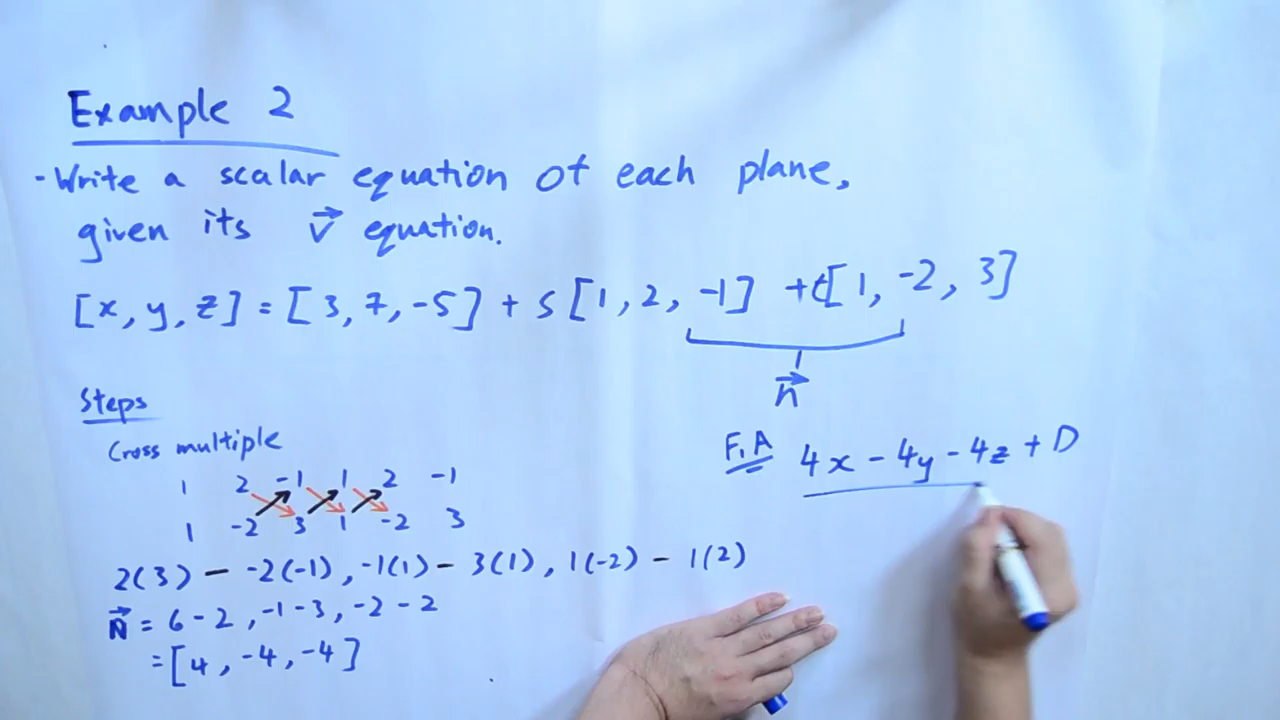 Example 2
- Write a scalar equation of each plane,
given its v⃗ equation.
[x, y, z] = [3, 7, -5] + s[1, 2, -1] + t[1, -2, 3]
n⃗
Steps
Cross multiple
1 2 -1 1 2 -1
1 -2 3 1 -2 3
2(3) - -2(-1), -1(1) - 3(1), 1(-2) - 1(2)
n⃗ = 6 - 2, -1 - 3, -2 - 2
= [4, -4, -4]
F.A 4x - 4y - 4z + D